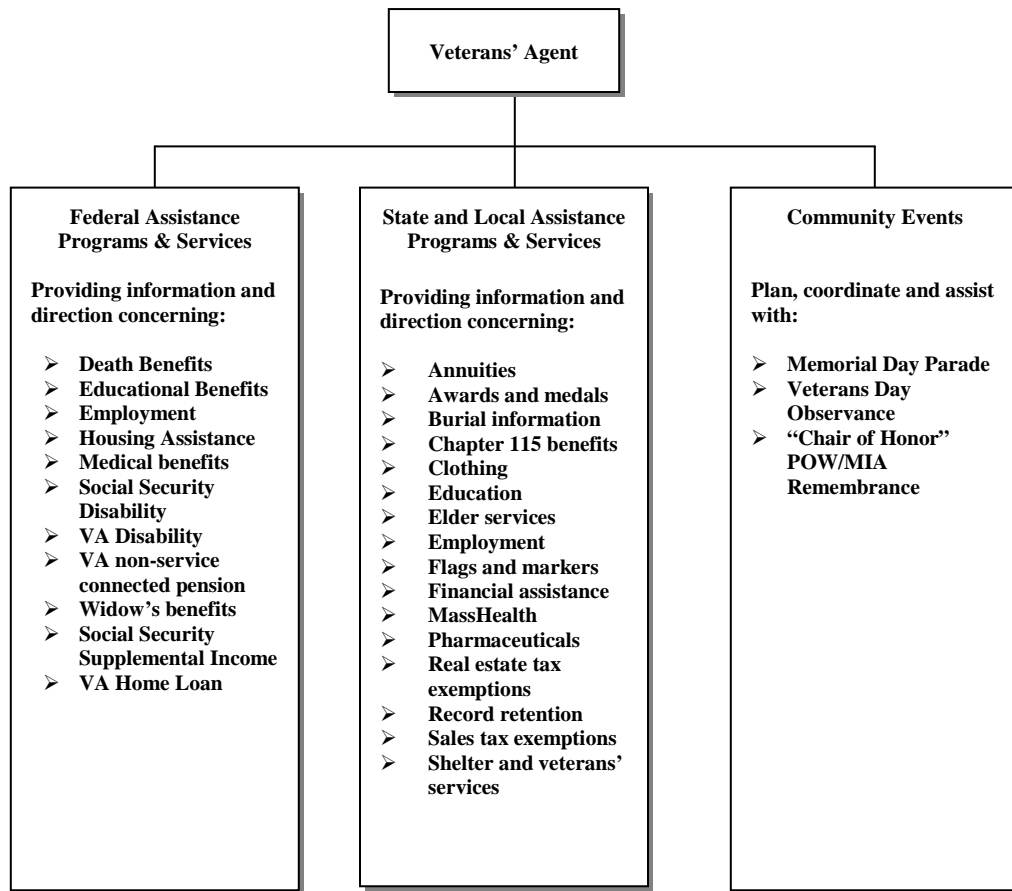 Veterans’ Agent
Federal Assistance
Programs & Services
Providing information and
direction concerning:
➢ Death Benefits
➢ Educational Benefits
➢ Employment
➢ Housing Assistance
➢ Medical benefits
➢ Social Security
Disability
➢ VA Disability
➢ VA non-service
connected pension
➢ Widow’s benefits
➢ Social Security
Supplemental Income
➢ VA Home Loan
State and Local Assistance
Programs & Services
Providing information and
direction concerning:
➢ Annuities
➢ Awards and medals
➢ Burial information
➢ Chapter 115 benefits
➢ Clothing
➢ Education
➢ Elder services
➢ Employment
➢ Flags and markers
➢ Financial assistance
➢ MassHealth
➢ Pharmaceuticals
➢ Real estate tax
exemptions
➢ Record retention
➢ Sales tax exemptions
➢ Shelter and veterans’
services
Community Events
Plan, coordinate and assist
with:
➢ Memorial Day Parade
➢ Veterans Day
Observance
➢ “Chair of Honor”
POW/MIA
Remembrance